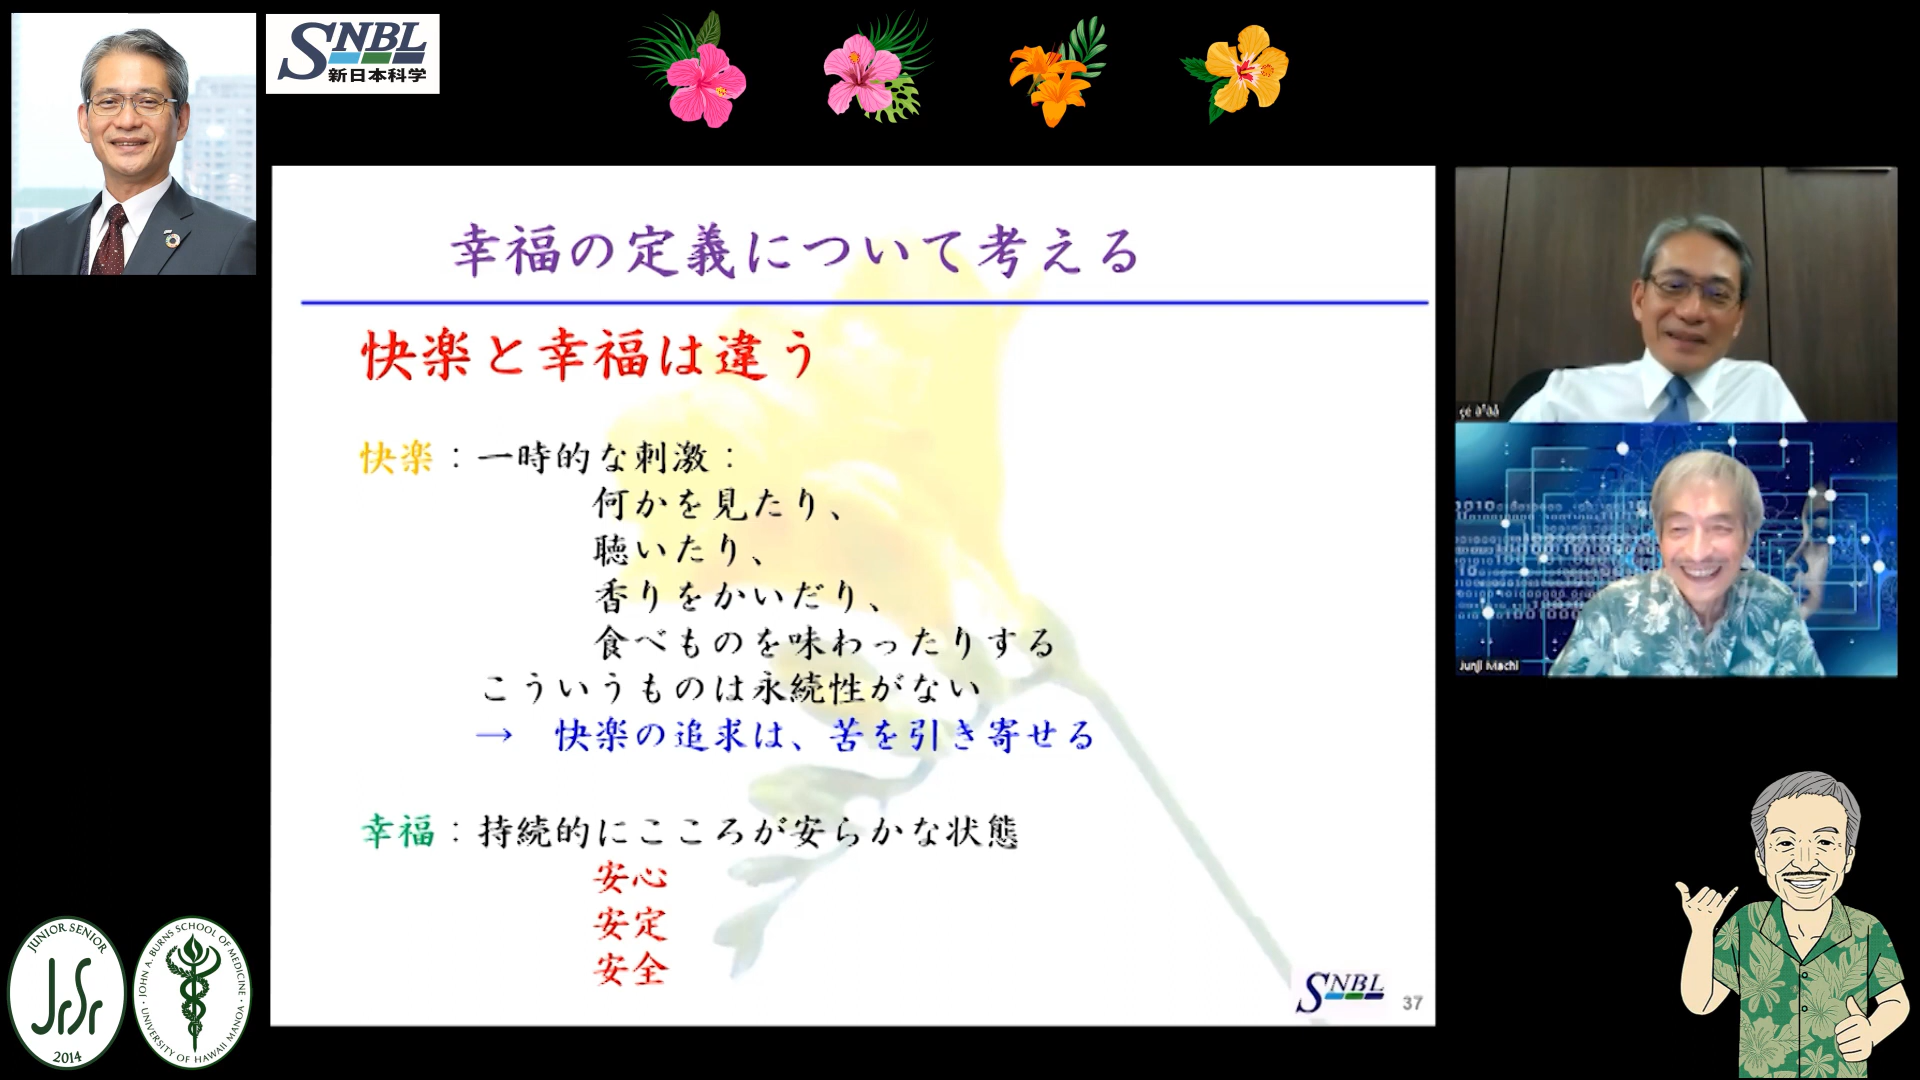 SNBL
新日本科学
幸福の定義について考える
快楽と幸福は違う
快楽：一時的な刺激：
何かを見たり、
聴いたり、
香りをかいだり、
食べものを味わったりする
こういうものは永続性がない
→ 快楽の追求は、苦を引き寄せる
幸福：持続的にこころが安らかな状態
安心
安定
安全
SNBL
37
Junji Machi
JUNIOR SENIOR
JrSr
2014
JOHN A. BURNS SCHOOL OF MEDICINE
UNIVERSITY OF HAWAII MANOA